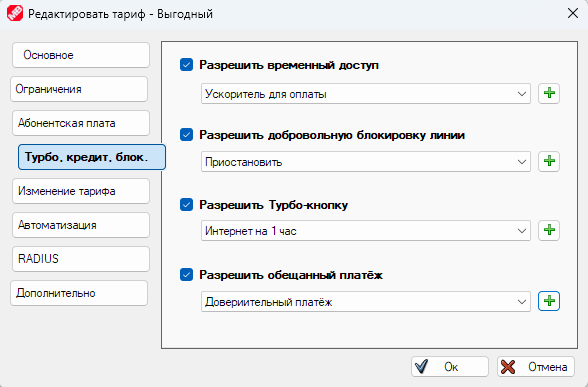 Редактировать тариф - Выгодный
Основное
Ограничения
Абонентская плата
Турбо, кредит, блок.
Изменение тарифа
Автоматизация
RADIUS
Дополнительно
Разрешить временный доступ
Ускоритель для оплаты
Разрешить добровольную блокировку линии
Приостановить
Разрешить Турбо-кнопку
Интернет на 1 час
Разрешить обещанный платёж
Довериительный платёж
Ок
Отмена